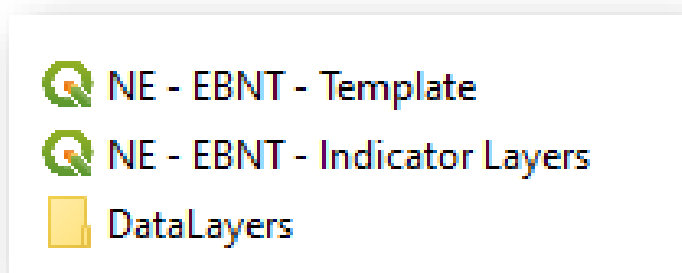 NE - EBNT - Template
NE - EBNT - Indicator Layers
DataLayers